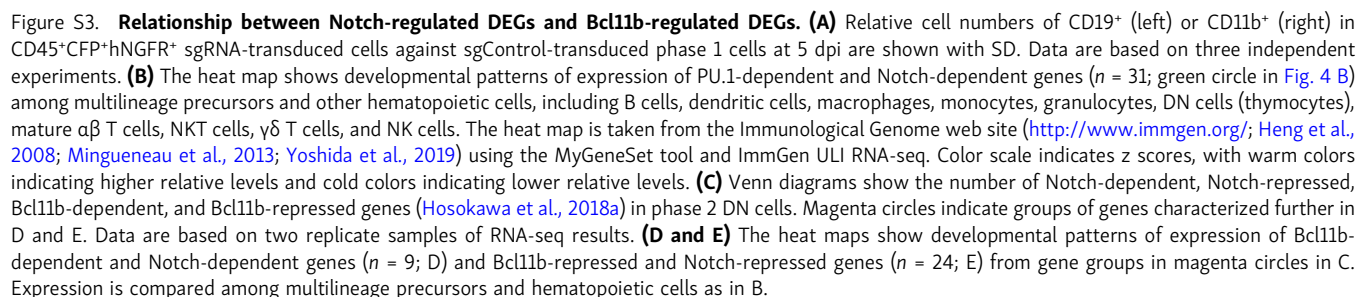 Figure S3. Relationship between Notch-regulated DEGs and Bcl11b-regulated DEGs. (A) Relative cell numbers of CD19⁺ (left) or CD11b⁺ (right) in
CD45⁺CFP⁺hNGFR⁺ sgRNA-transduced cells against sgControl-transduced phase 1 cells at 5 dpi are shown with SD. Data are based on three independent
experiments. (B) The heat map shows developmental patterns of expression of PU.1-dependent and Notch-dependent genes (n = 31; green circle in Fig. 4 B)
among multilineage precursors and other hematopoietic cells, including B cells, dendritic cells, macrophages, monocytes, granulocytes, DN cells (thymocytes),
mature αβ T cells, NKT cells, γδ T cells, and NK cells. The heat map is taken from the Immunological Genome web site (http://www.immgen.org/; Heng et al.,
2008; Mingueneau et al., 2013; Yoshida et al., 2019) using the MyGeneSet tool and ImmGen ULI RNA-seq. Color scale indicates z scores, with warm colors
indicating higher relative levels and cold colors indicating lower relative levels. (C) Venn diagrams show the number of Notch-dependent, Notch-repressed,
Bcl11b-dependent, and Bcl11b-repressed genes (Hosokawa et al., 2018a) in phase 2 DN cells. Magenta circles indicate groups of genes characterized further in
D and E. Data are based on two replicate samples of RNA-seq results. (D and E) The heat maps show developmental patterns of expression of Bcl11b-
dependent and Notch-dependent genes (n = 9; D) and Bcl11b-repressed and Notch-repressed genes (n = 24; E) from gene groups in magenta circles in C.
Expression is compared among multilineage precursors and hematopoietic cells as in B.